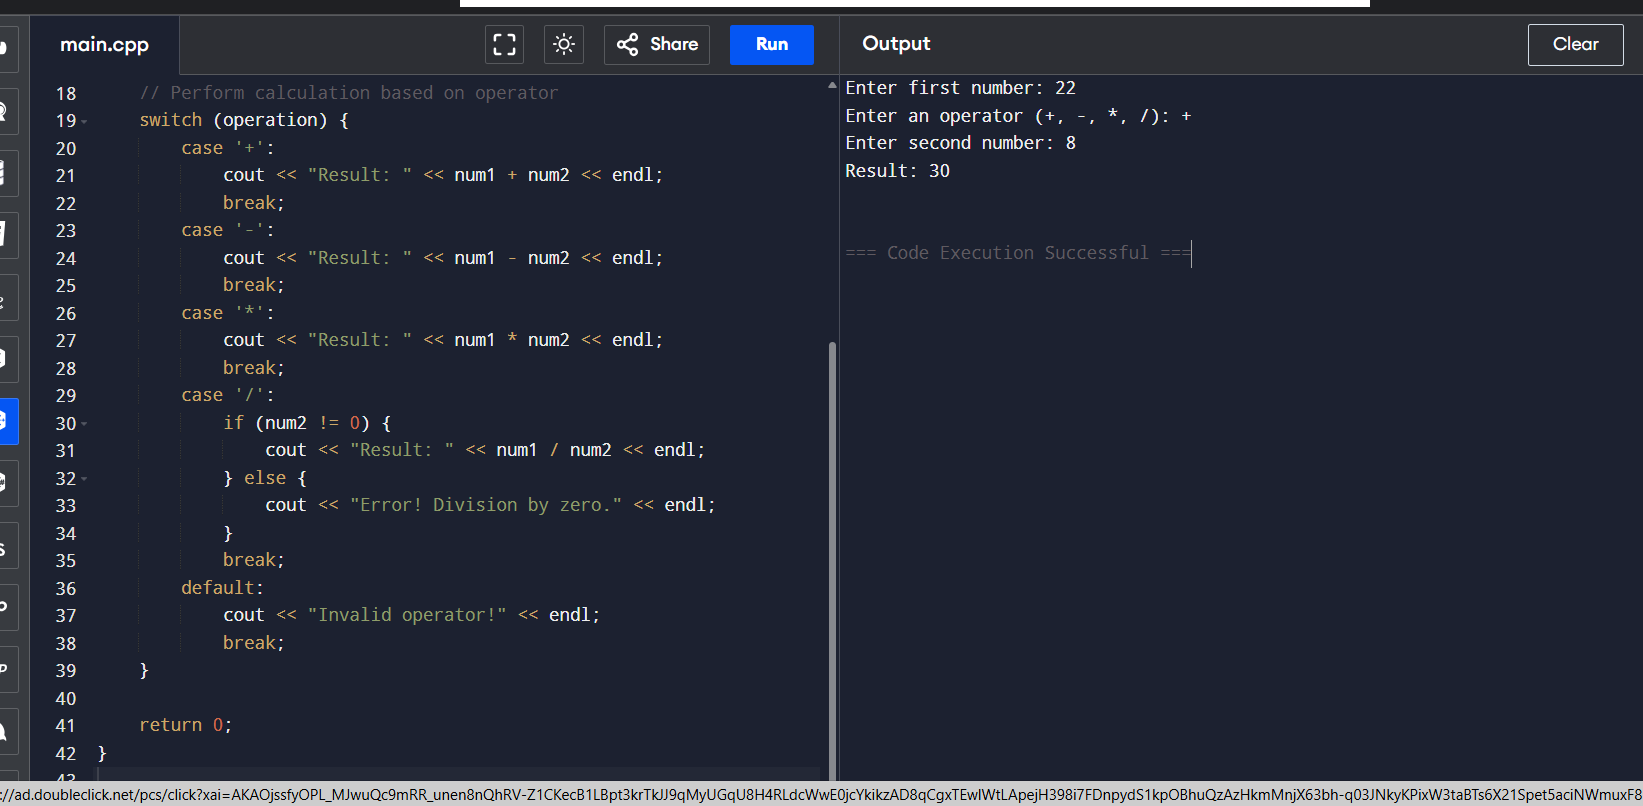 main.cpp
Share
Run
Output
Clear
18 // Perform calculation based on operator
19 switch (operation) {
20 case '+':
21 cout << "Result: " << num1 + num2 << endl;
22 break;
23 case '-':
24 cout << "Result: " << num1 - num2 << endl;
25 break;
26 case '*':
27 cout << "Result: " << num1 * num2 << endl;
28 break;
29 case '/':
30 if (num2 != 0) {
31 cout << "Result: " << num1 / num2 << endl;
32 } else {
33 cout << "Error! Division by zero." << endl;
34 }
35 break;
36 default:
37 cout << "Invalid operator!" << endl;
38 break;
39 }
40
41 return 0;
42 }
43
Enter first number: 22
Enter an operator (+, -, *, /): +
Enter second number: 8
Result: 30
=== Code Execution Successful ===
://ad.doubleclick.net/pcs/click?xai=AKAOjssfyOPL_MJwuQc9mRR_unen8nQhRV-Z1CKecB1LBpt3krTkJJ9qMyUGqU8H4RLdcWwE0jcYkikzAD8qCgxTEwIWtLApejH398i7FDnpydS1kpOBhuQzAzHkmMnjX63bh-q03JNkyKPixW3taBTs6X21Spet5aciNWmuxF8